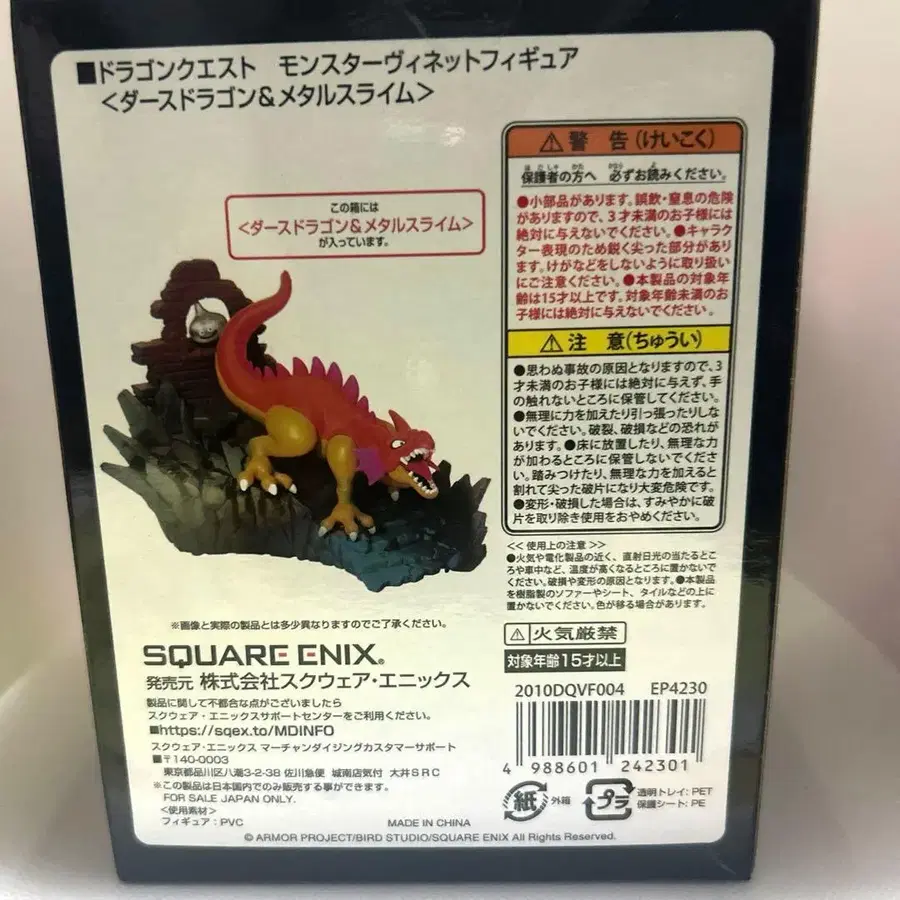 ■ドラゴンクエスト モンスターヴィネットフィギュア
<ダースドラゴン&メタルスライム>
この箱には
<ダースドラゴン&メタルスライム>
が入っています。
※画像と実際の製品とは多少異なりますのでご了承ください。
SQUARE ENIX®
発売元 株式会社スクウェア・エニックス
製品に関して不都合な点がございましたら
スクウェア・エニックスサポートセンターをご利用ください。
■https://sqex.to/MDINFO
スクウェア・エニックス マーチャンダイジングカスタマーサポート
■〒140-0003
東京都品川区八潮3-2-38 佐川急便 城南店気付 大井SRC
※この製品は日本国内でのみ販売する事ができます。
FOR SALE JAPAN ONLY.
<使用素材>
フィギュア:PVC
MADE IN CHINA
© ARMOR PROJECT/BIRD STUDIO/SQUARE ENIX All Rights Reserved.
⚠警 告(けいこく)
保護者の方へ 必ずお読みください。
●小部品があります。誤飲・窒息の危険
がありますので、3才未満のお子様には
絶対に与えないでください。●キャラク
ター表現のため鋭く尖った部分があり
ます。けがなどをしないように取り扱い
にご注意ください。●本製品の対象年
齢は15才以上です。対象年齢未満のお
子様には絶対に与えないでください。
⚠注 意(ちゅうい)
●思わぬ事故の原因となりますので、3
才未満のお子様には絶対に与えず、手
の触れないところに保管してください。
●無理に力を加えたり引っ張ったりしな
いでください。破裂、破損などの恐れが
あります。●床に放置したり、無理な力
が加わるところに保管しないでください
。踏みつけたり、無理な力を加えると
割れて尖った破片になり大変危険です。
●変形・破損した場合は、すみやかに破
片を取り除き使用をおやめください。
<< 使用上の注意 >>
●火気や電化製品の近く、直射日光の当たるとこ
ろや車中など、温度が高くなるところに置かないで
ください。破損や変形の原因となります。●本製品
を樹脂製のソファーやシート、タイルなどの上に
置かないでください。色が移る場合があります。
⚠火気厳禁
対象年齢15才以上
2010DQVF004 EP4230
4 988601 242301
紙 外箱
プラ 透明トレイ:PET
保護シート:PE